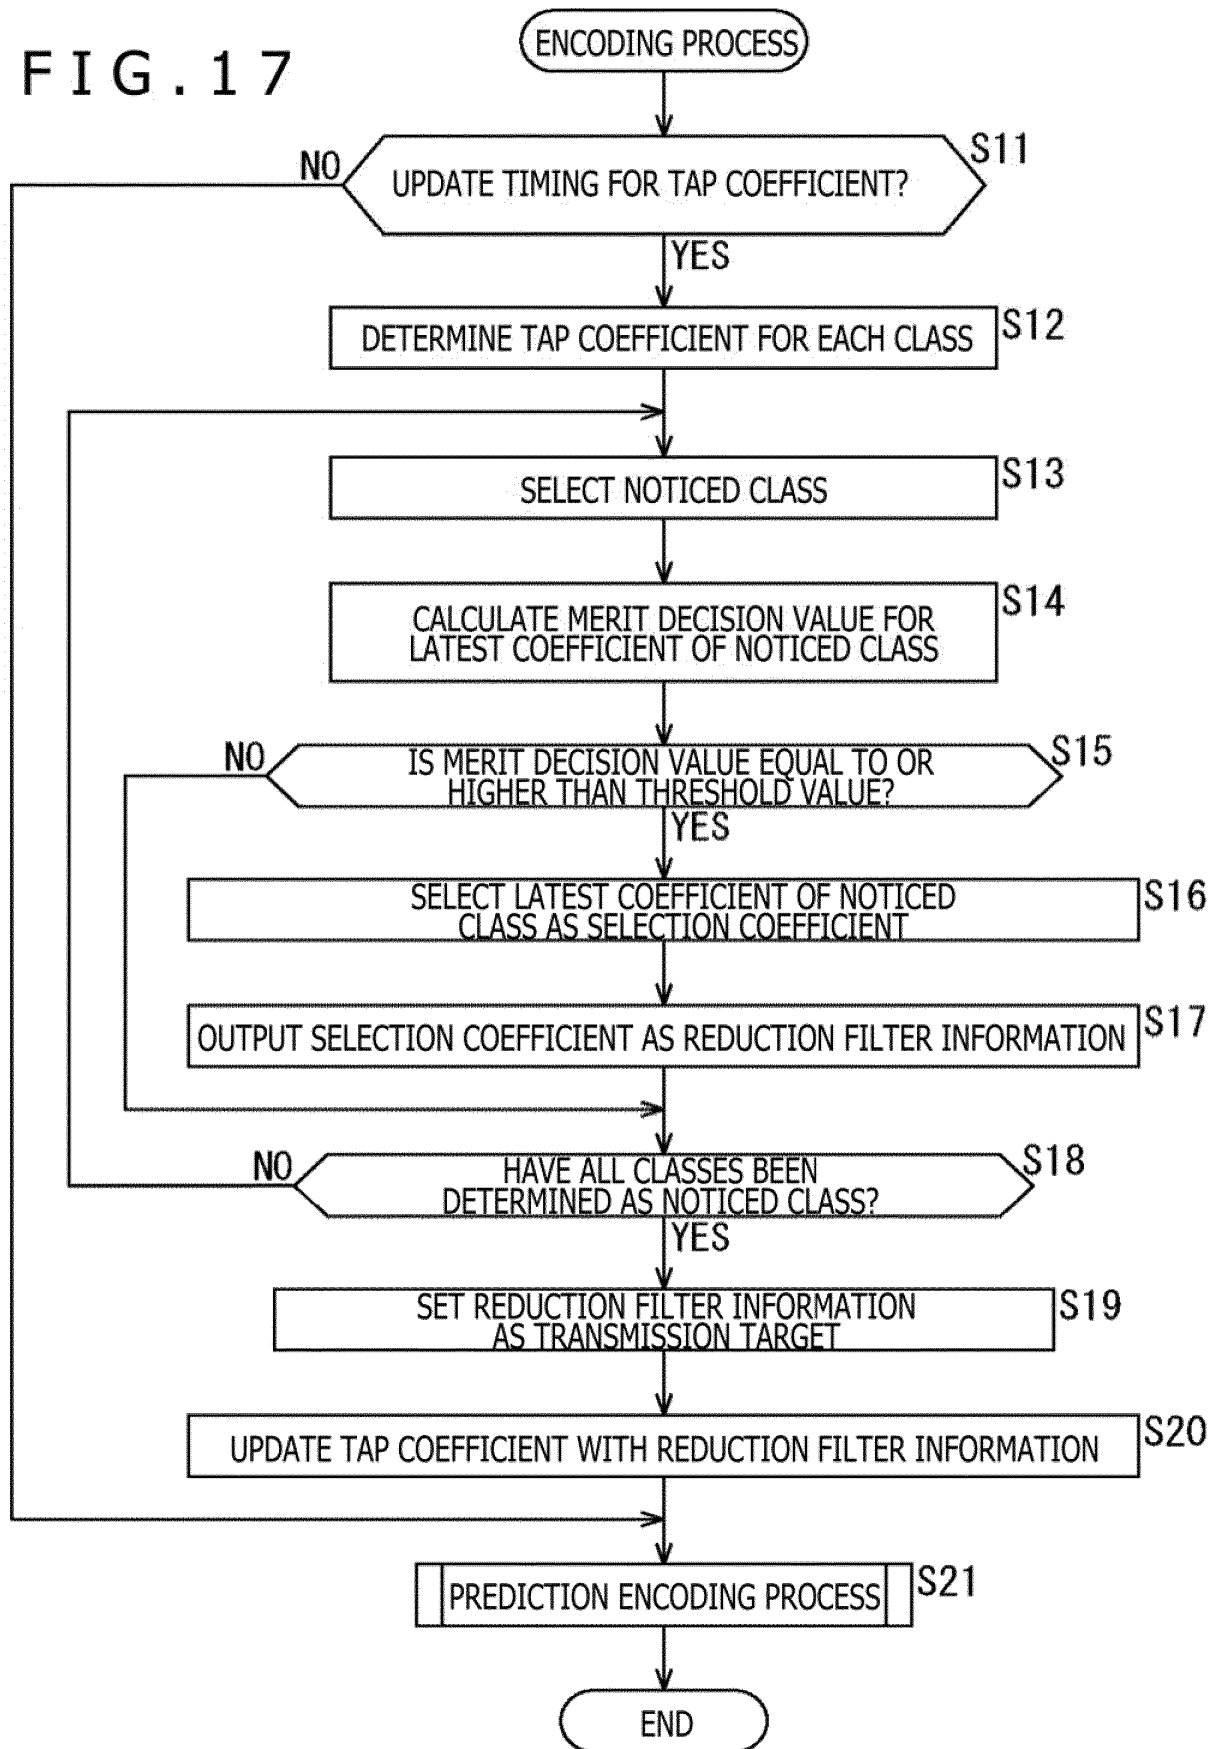 FIG.17
ENCODING PROCESS
S11
NO
UPDATE TIMING FOR TAP COEFFICIENT?
YES
S12
DETERMINE TAP COEFFICIENT FOR EACH CLASS
S13
SELECT NOTICED CLASS
S14
CALCULATE MERIT DECISION VALUE FOR
LATEST COEFFICIENT OF NOTICED CLASS
NO
S15
IS MERIT DECISION VALUE EQUAL TO OR
HIGHER THAN THRESHOLD VALUE?
YES
S16
SELECT LATEST COEFFICIENT OF NOTICED
CLASS AS SELECTION COEFFICIENT
S17
OUTPUT SELECTION COEFFICIENT AS REDUCTION FILTER INFORMATION
NO
S18
HAVE ALL CLASSES BEEN
DETERMINED AS NOTICED CLASS?
YES
S19
SET REDUCTION FILTER INFORMATION
AS TRANSMISSION TARGET
S20
UPDATE TAP COEFFICIENT WITH REDUCTION FILTER INFORMATION
S21
PREDICTION ENCODING PROCESS
END